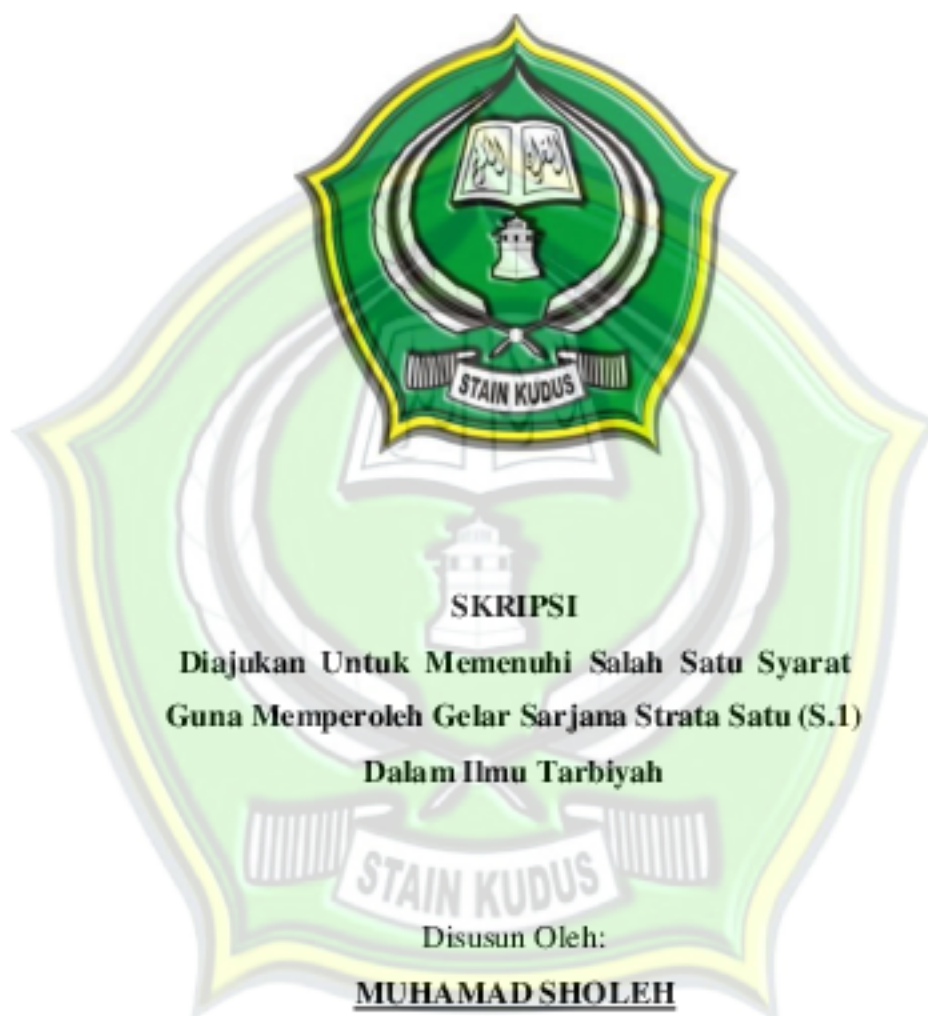 STAIN KUDUS
SKRIPSI
Diajukan Untuk Memenuhi Salah Satu Syarat
Guna Memperoleh Gelar Sarjana Strata Satu (S.1)
Dalam Ilmu Tarbiyah
STAIN KUDUS
Disusun Oleh:
MUHAMAD SHOLEH